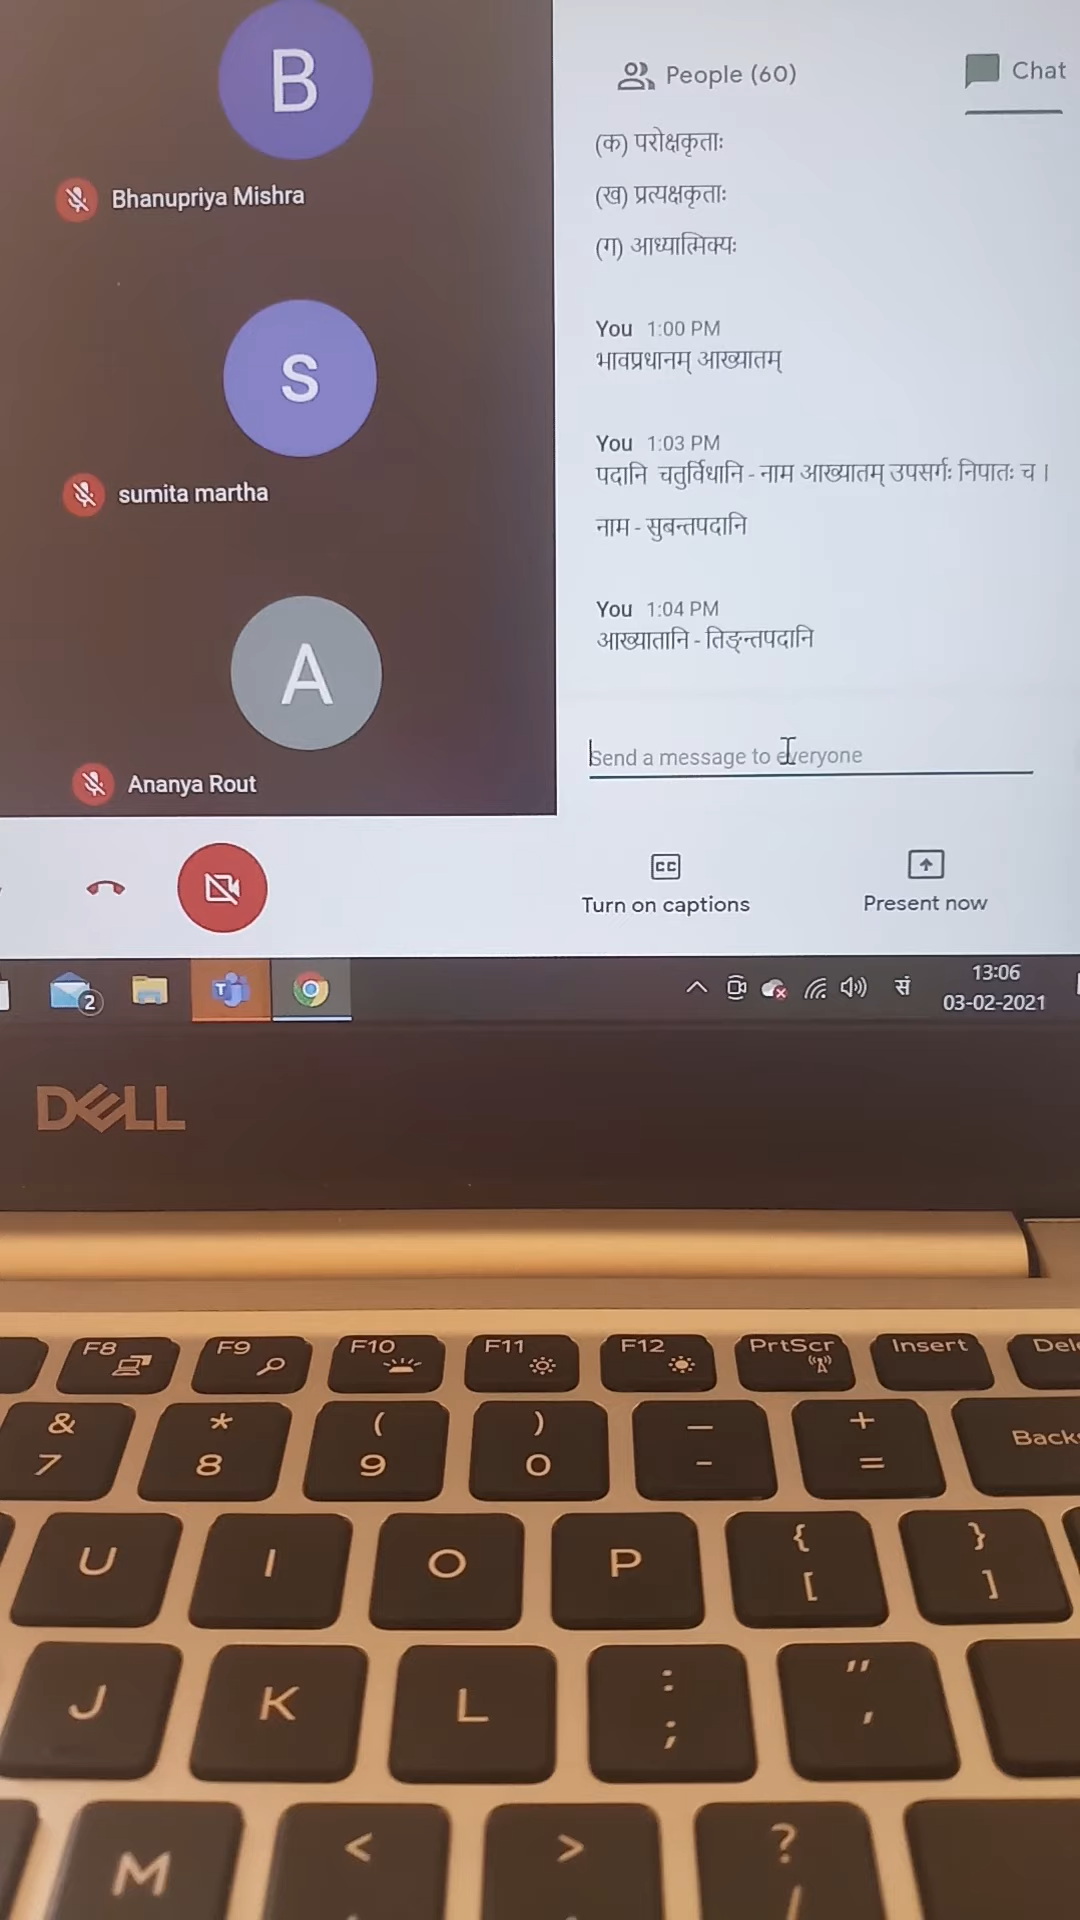 B
Bhanupriya Mishra
S
sumita martha
A
Ananya Rout
People (60)
Chat
(क) परोक्षकृताः
(ख) प्रत्यक्षकृताः
(ग) आध्यात्मिक्यः
You 1:00 PM
भावप्रधानम् आख्यातम्
You 1:03 PM
पदानि चतुर्विधानि - नाम आख्यातम् उपसर्गः निपातः च ।
नाम - सुबन्तपदानि
You 1:04 PM
आख्यातानि - तिङ्न्तपदानि
Send a message to everyone
CC
Turn on captions
Present now
2
T
सं
13:06
03-02-2021
DELL
F8 F9 F10 F11 F12 PrtScr Insert
& * ( ) — +
7 8 9 0 - =
U I O P { }
[ ]
J K L : "
; '
M < > ?
/